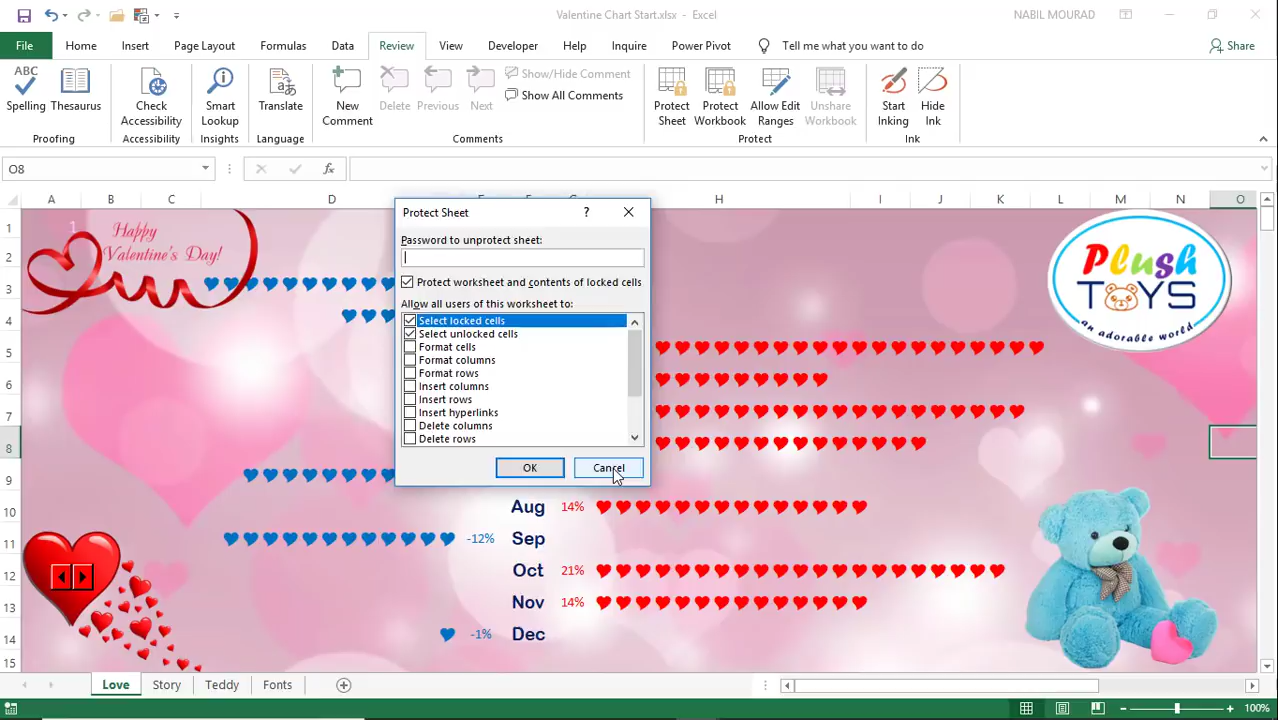 Valentine Chart Start.xlsx - Excel
NABIL MOURAD
File Home Insert Page Layout Formulas Data Review View Developer Help Inquire Power Pivot Tell me what you want to do Share
ABC
Spelling Thesaurus
Proofing
Check Accessibility
Accessibility
Smart Lookup
Insights
Translate
Language
New Comment
Delete Previous Next
Show/Hide Comment
Show All Comments
Comments
Protect Sheet
Protect Workbook
Allow Edit Ranges
Unshare Workbook
Protect
Start Inking
Hide Ink
Ink
O8
fx
A B C D H I J K L M N O
1
2
3
4
5
6
7
8
9
10
11
12
13
14
15
1
Happy
Valentine's Day!
Plush
TOYS
an adorable world
Protect Sheet ?
Password to unprotect sheet:
Protect worksheet and contents of locked cells
Allow all users of this worksheet to:
Select locked cells
Select unlocked cells
Format cells
Format columns
Format rows
Insert columns
Insert rows
Insert hyperlinks
Delete columns
Delete rows
OK Cancel
Aug 14%
-12% Sep
Oct 21%
Nov 14%
-1% Dec
Love Story Teddy Fonts
100%